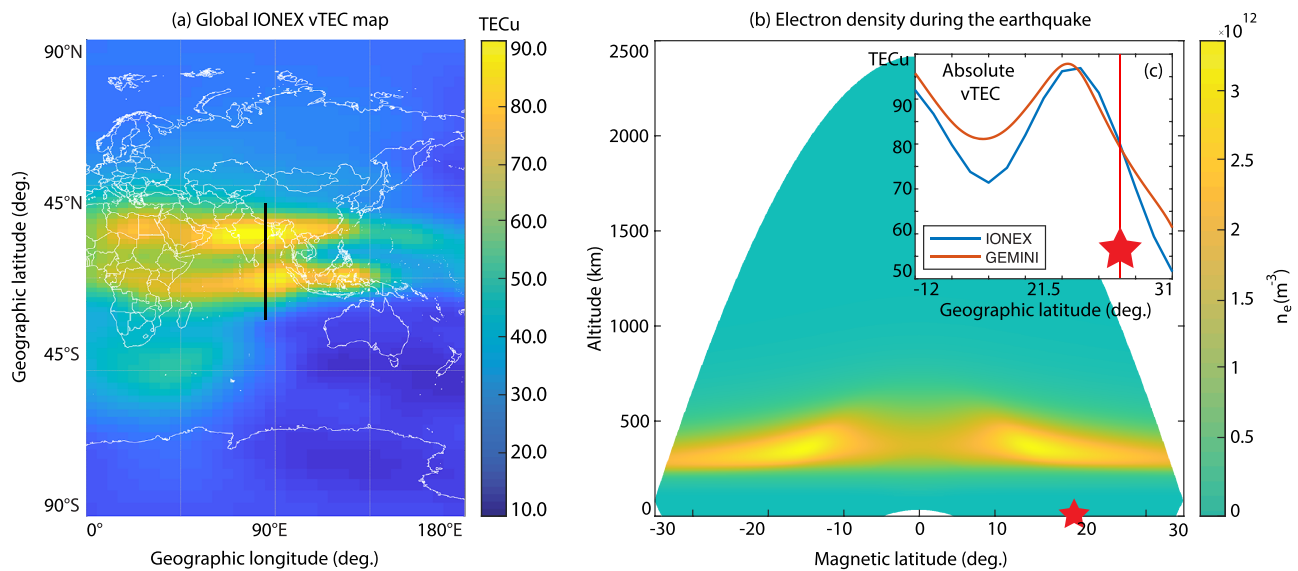 (a) Global IONEX vTEC map
TECu
90°N
45°N
45°S
90°S
Geographic latitude (deg.)
0°
90°E
180°E
Geographic longitude (deg.)
90.0
80.0
70.0
60.0
50.0
40.0
30.0
20.0
10.0
(b) Electron density during the earthquake
2500
2000
1500
1000
500
0
Altitude (km)
-30
-20
-10
0
10
20
30
Magnetic latitude (deg.)
TECu
Absolute
vTEC
(c)
90
80
70
60
50
IONEX
GEMINI
-12
21.5
31
Geographic latitude (deg.)
×10¹²
3
2.5
2
1.5
1
0.5
0
nₑ(m⁻³)